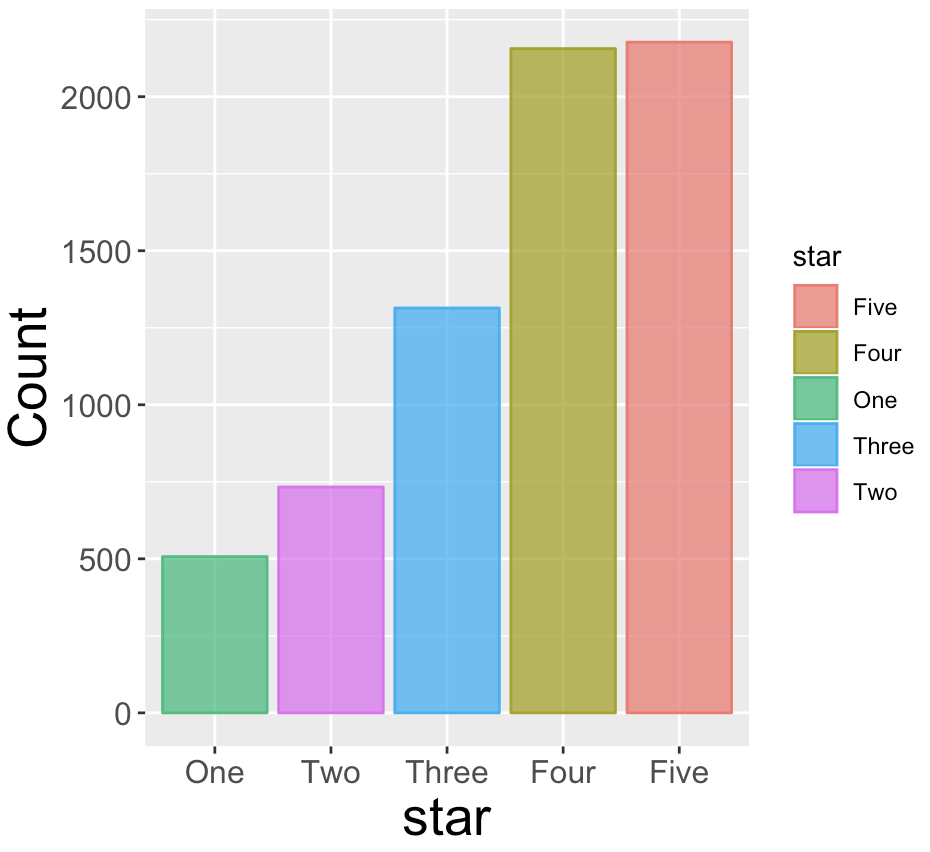 Count
2000
1500
1000
500
0
One Two Three Four Five
star
star
Five
Four
One
Three
Two